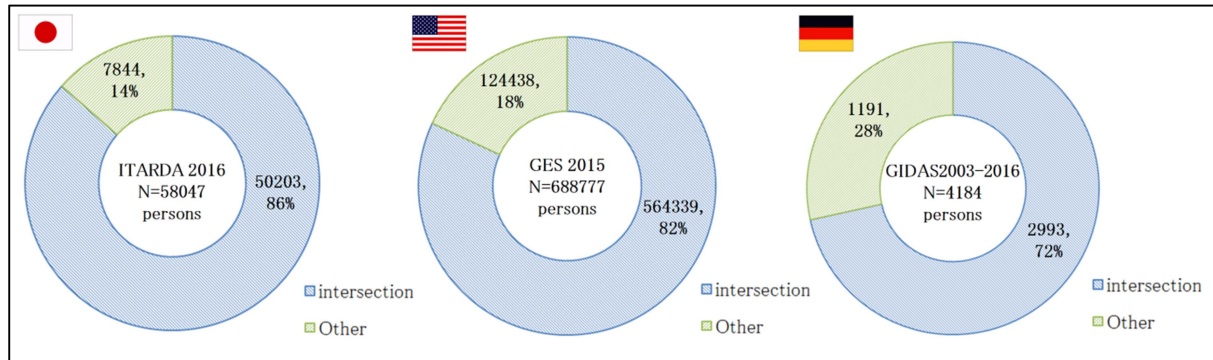 7844,
14%
ITARDA 2016
N=58047
persons
50203,
86%
intersection
Other
124438,
18%
GES 2015
N=688777
persons
564339,
82%
intersection
Other
1191,
28%
GIDAS2003-2016
N=4184
persons
2993,
72%
intersection
Other